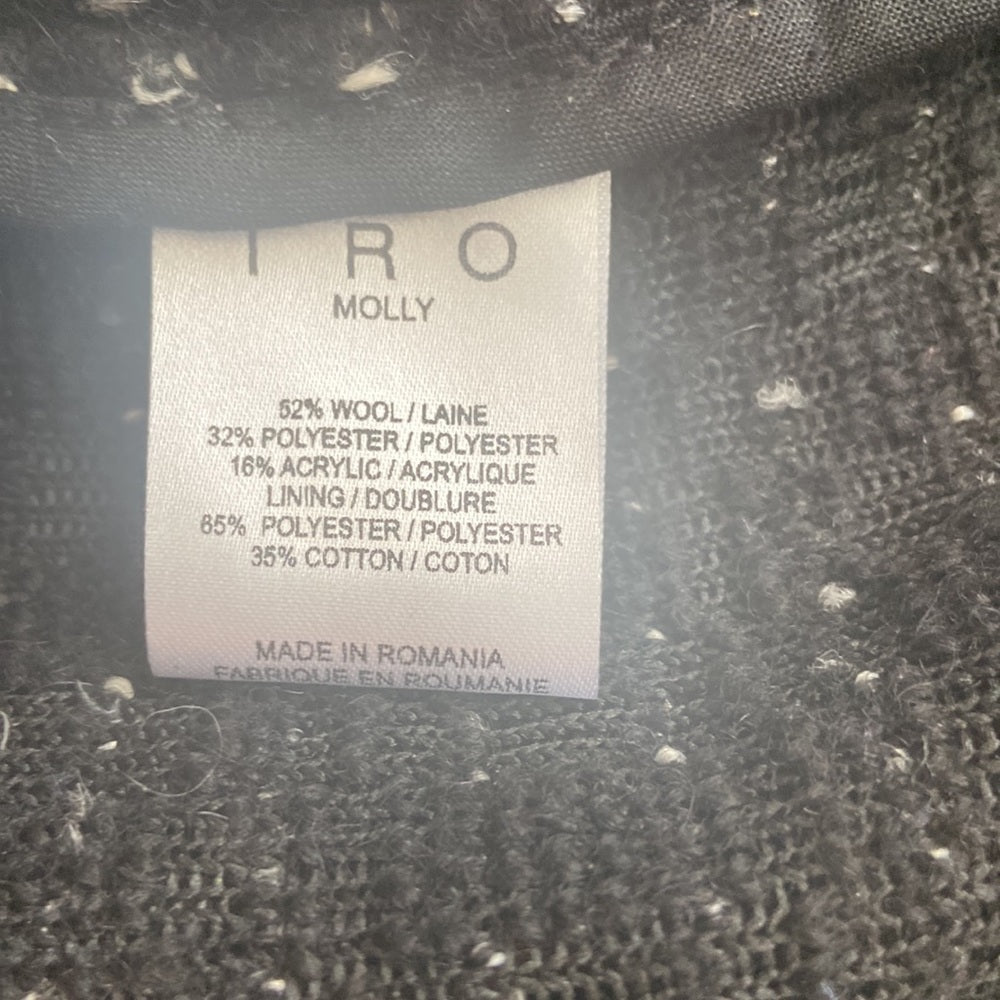 IRO
MOLLY
52% WOOL / LAINE
32% POLYESTER / POLYESTER
16% ACRYLIC / ACRYLIQUE
LINING / DOUBLURE
65% POLYESTER / POLYESTER
35% COTTON / COTON
MADE IN ROMANIA
FABRIQUE EN ROUMANIE